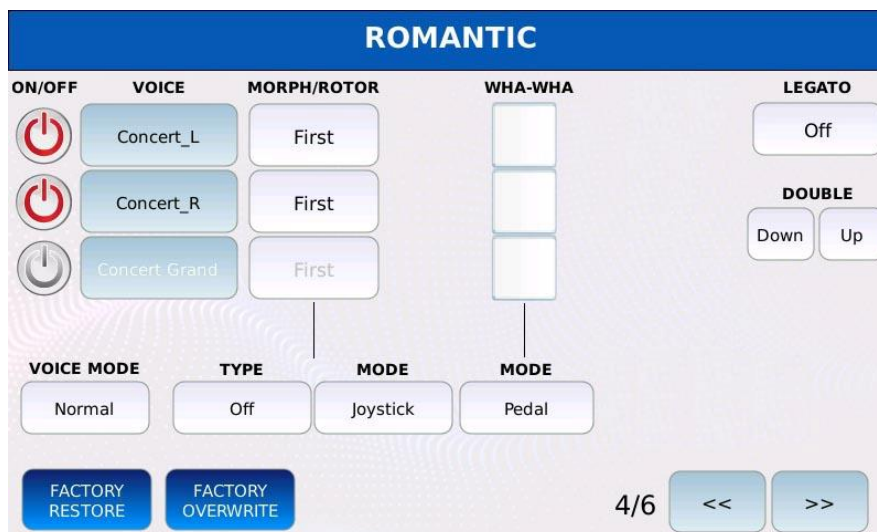 ROMANTIC
ON/OFF VOICE MORPH/ROTOR WHA-WHA LEGATO
Concert_L First Off
Concert_R First DOUBLE
Down Up
Concert Grand First
VOICE MODE TYPE MODE MODE
Normal Off Joystick Pedal
FACTORY RESTORE FACTORY OVERWRITE 4/6 << >>